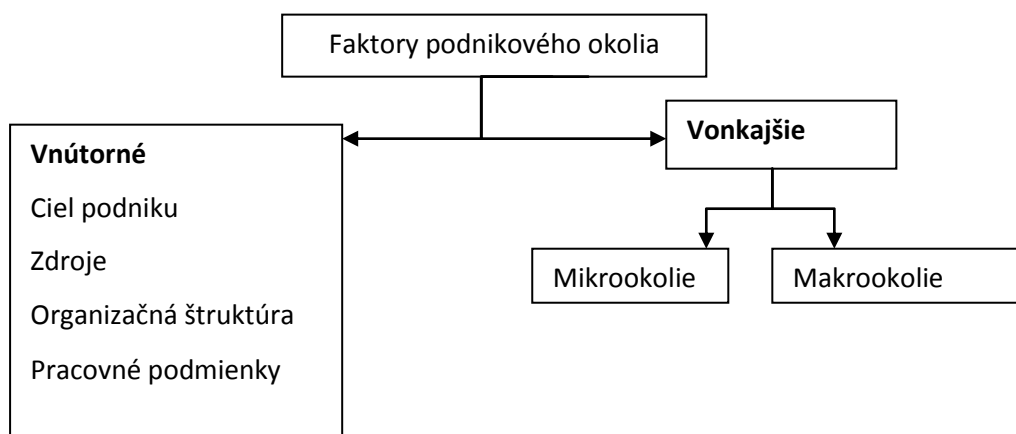 Faktory podnikového okolia
Vnútorné
Ciel podniku
Zdroje
Organizačná štruktúra
Pracovné podmienky
Vonkajšie
Mikrookolie
Makrookolie